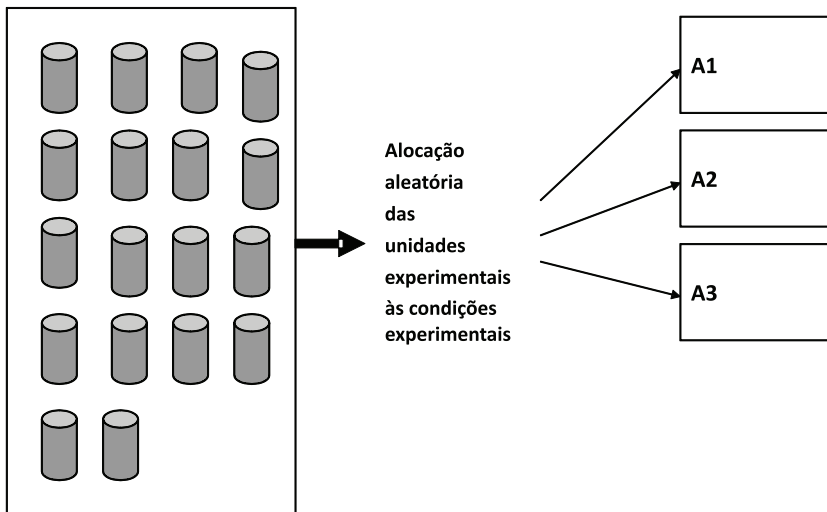 Alocação
aleatória
das
unidades
experimentais
às condições
experimentais
A1
A2
A3